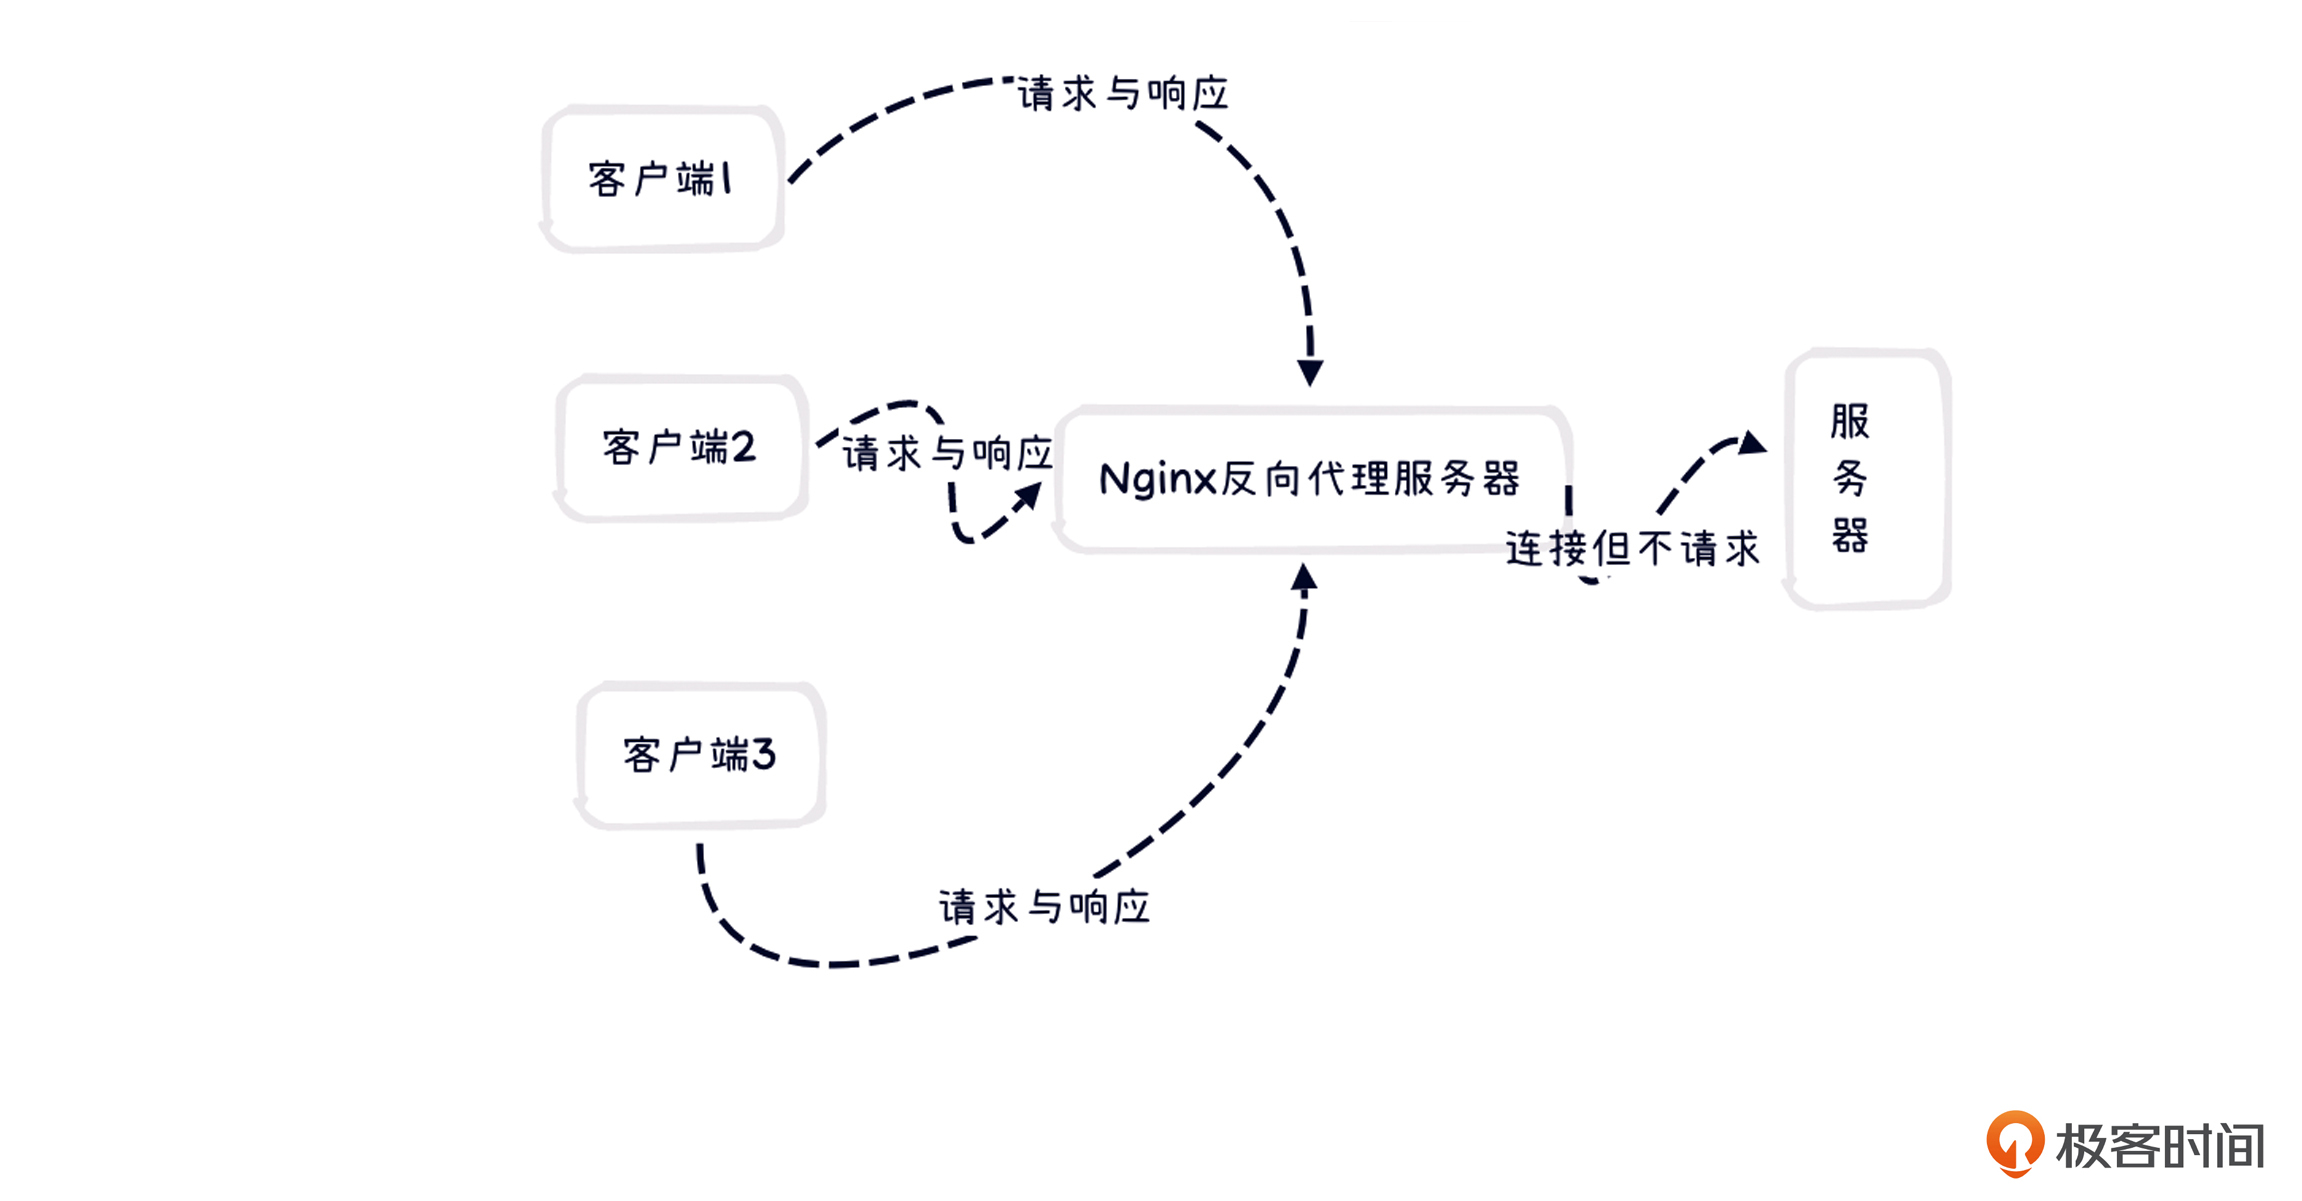 请求与响应
客户端1
客户端2
请求与响应
Nginx反向代理服务器
连接但不请求
服
务
器
客户端3
请求与响应
极客时间